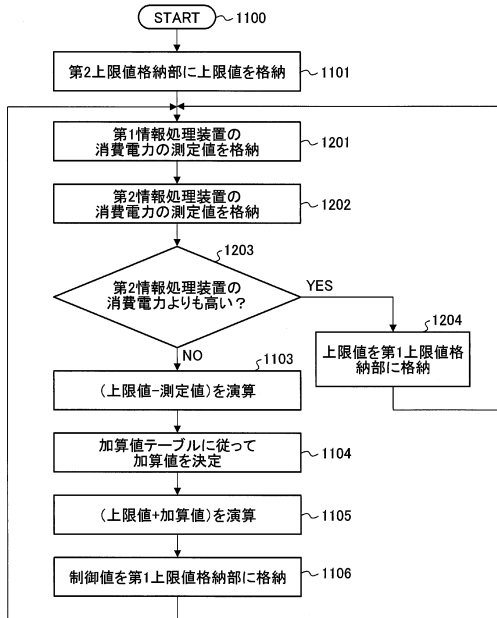 START
1100
第2上限値格納部に上限値を格納
1101
第1情報処理装置の
消費電力の測定値を格納
1201
第2情報処理装置の
消費電力の測定値を格納
1202
1203
第2情報処理装置の
消費電力よりも高い？
YES
NO
1204
上限値を第1上限値格
納部に格納
1103
(上限値−測定値)を演算
加算値テーブルに従って
加算値を決定
1104
(上限値+加算値)を演算
1105
制御値を第1上限値格納部に格納
1106